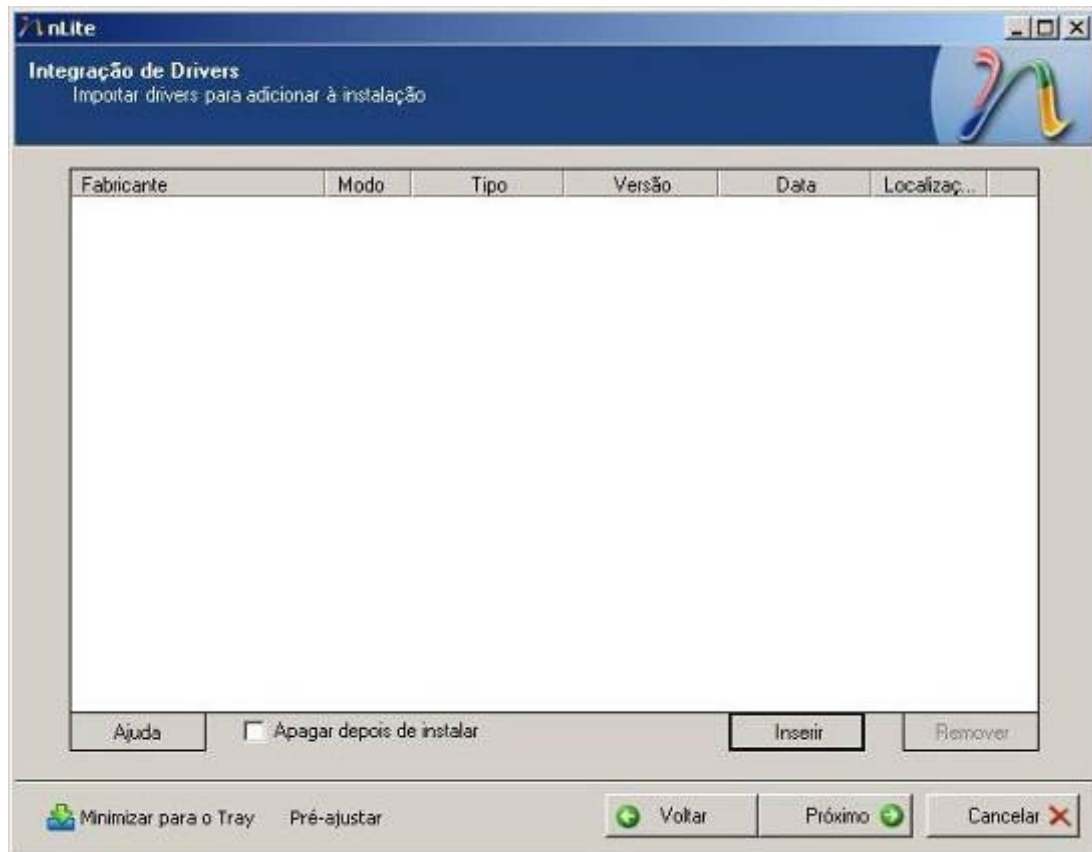 nLite
Integração de Drivers
Importar drivers para adicionar à instalação
Fabricante Modo Tipo Versão Data Localizaç...
Ajuda Apagar depois de instalar Inserir Remover
Minimizar para o Tray Pré-ajustar Voltar Próximo Cancelar